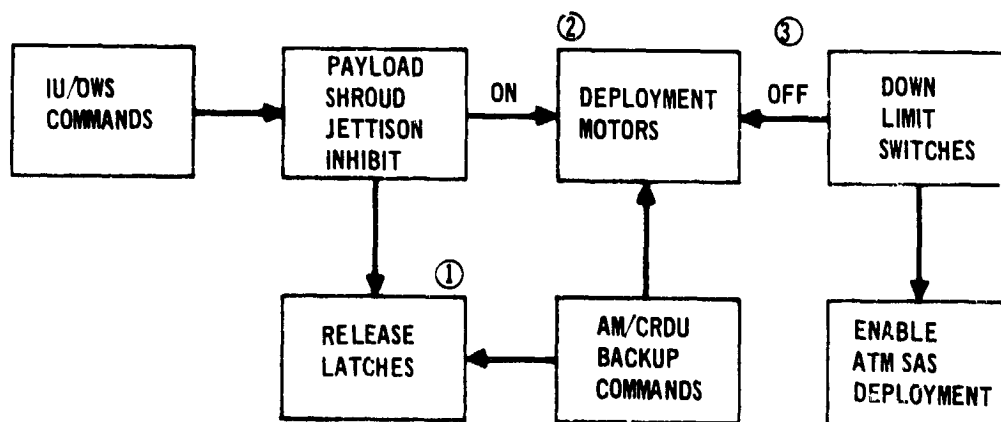 IU/OWS
COMMANDS
PAYLOAD
SHROUD
JETTISON
INHIBIT
ON
②
DEPLOYMENT
MOTORS
③
OFF
DOWN
LIMIT
SWITCHES
①
RELEASE
LATCHES
AM/CRDU
BACKUP
COMMANDS
ENABLE
ATM SAS
DEPLOYMENT